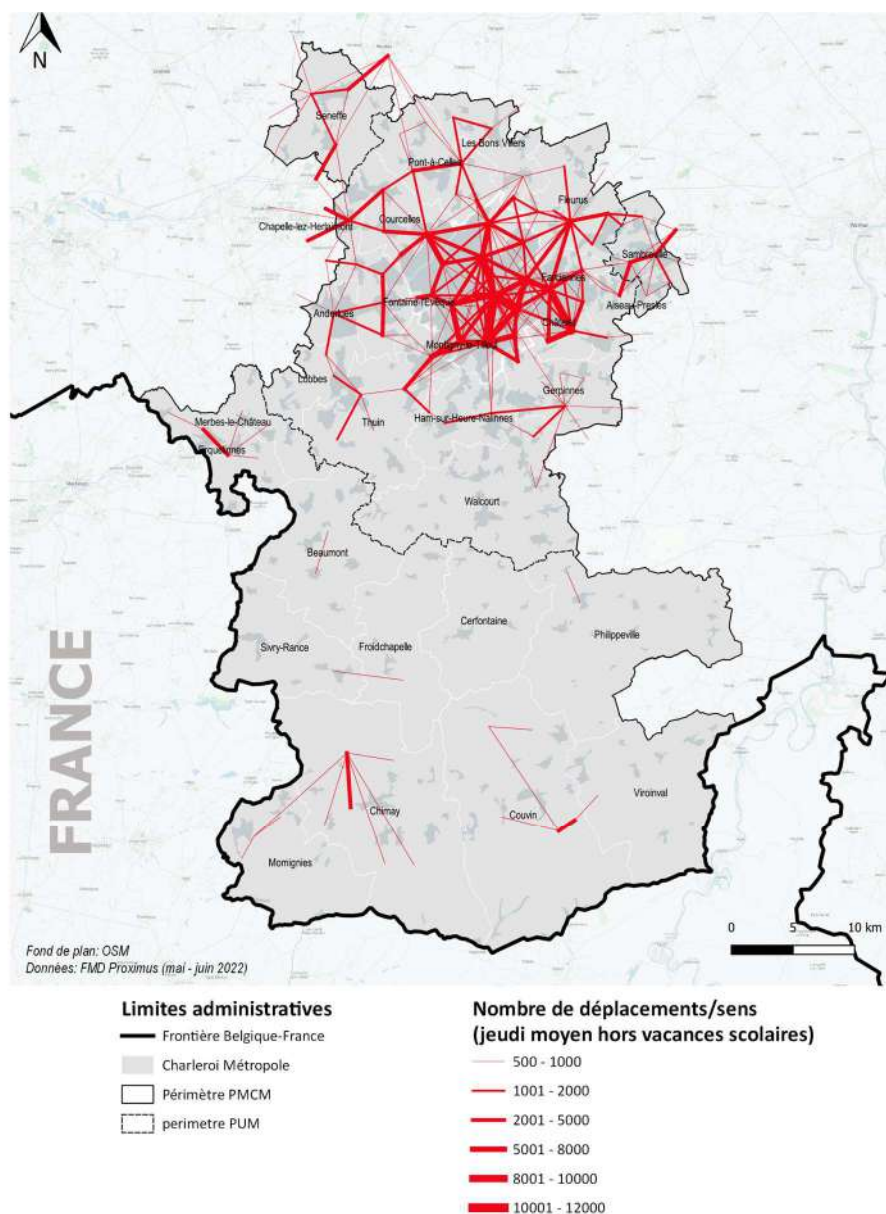 N
Seneffe
Les Bons Villers
Pont-à-Celles
Fleurus
Courcelles
Chapelle-lez-Herlaimont
Sambreville
Farciennes
Fontaine-l'Evêque
Aiseau-Presles
Anderlues
Châtelet
Montigny-le-Tilleul
Lobbes
Gerpinnes
Merbes-le-Château
Thuin
Ham-sur-Heure-Nalinnes
Erquelinnes
Walcourt
Beaumont
Cerfontaine
Philippeville
Sivry-Rance
Froidchapelle
FRANCE
Viroinval
Chimay
Couvin
Momignies
0 5 10 km
Fond de plan: OSM
Données: FMD Proximus (mai - juin 2022)
Limites administratives
Frontière Belgique-France
Charleroi Métropole
Périmètre PMCM
perimetre PUM
Nombre de déplacements/sens
(jeudi moyen hors vacances scolaires)
500 - 1000
1001 - 2000
2001 - 5000
5001 - 8000
8001 - 10000
10001 - 12000